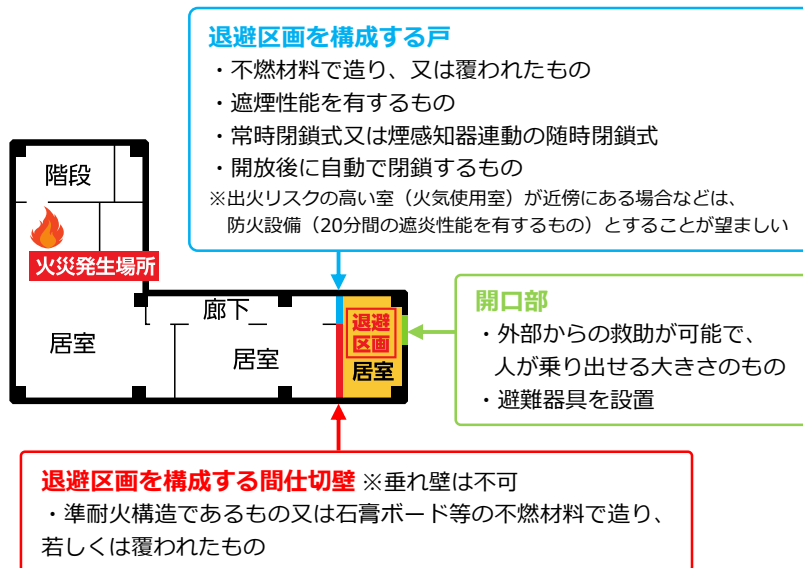 退避区画を構成する戸
・不燃材料で造り、又は覆われたもの
・遮煙性能を有するもの
・常時閉鎖式又は煙感知器連動の随時閉鎖式
・開放後に自動で閉鎖するもの
※出火リスクの高い室（火気使用室）が近傍にある場合などは、
防火設備（20分間の遮炎性能を有するもの）とすることが望ましい
階段
火災発生場所
居室
廊下
居室
退避
区画
居室
開口部
・外部からの救助が可能で、
人が乗り出せる大きさのもの
・避難器具を設置
退避区画を構成する間仕切壁 ※垂れ壁は不可
・準耐火構造であるもの又は石膏ボード等の不燃材料で造り、
若しくは覆われたもの